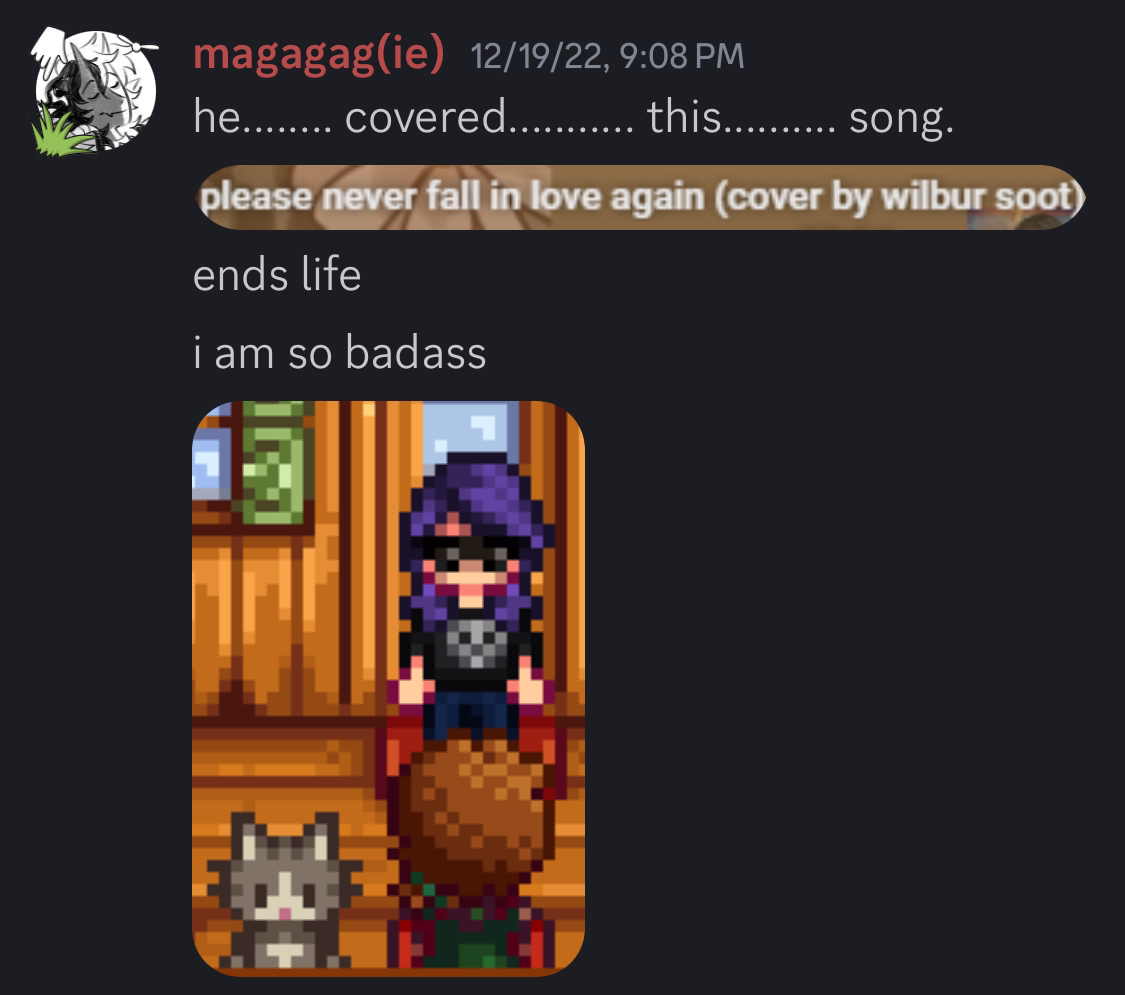 magagag(ie) 12/19/22, 9:08 PM
he........ covered........... this.......... song.
please never fall in love again (cover by wilbur soot)
ends life
i am so badass